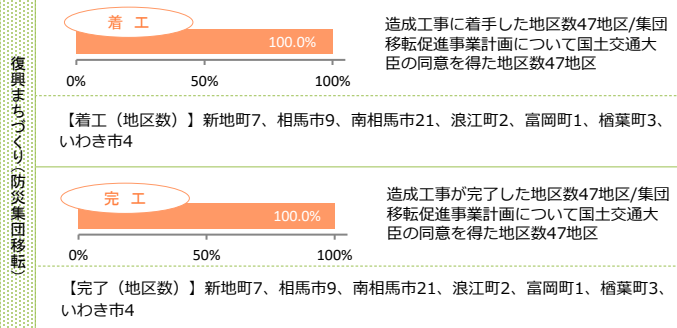 復興まちづくり(防災集団移転)
着 工
100.0%
0%
50%
100%
造成工事に着手した地区数47地区/集団
移転促進事業計画について国土交通大
臣の同意を得た地区数47地区
【着工（地区数）】新地町7、相馬市9、南相馬市21、浪江町2、富岡町1、楢葉町3、
いわき市4
完 工
100.0%
0%
50%
100%
造成工事が完了した地区数47地区/集団
移転促進事業計画について国土交通大
臣の同意を得た地区数47地区
【完了（地区数）】新地町7、相馬市9、南相馬市21、浪江町2、富岡町1、楢葉町3、
いわき市4